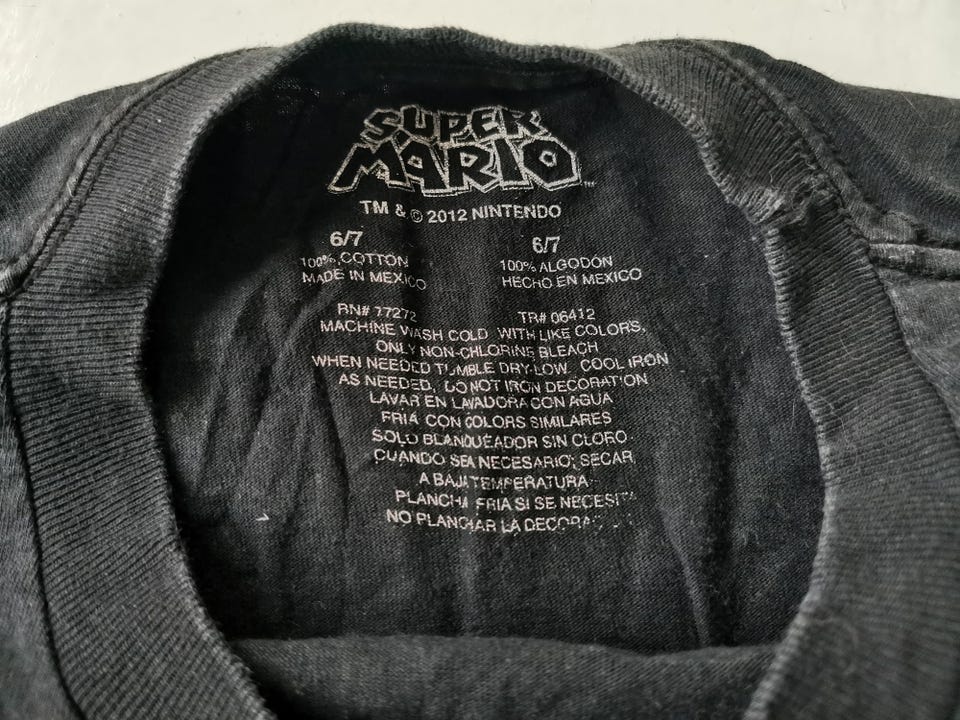 SUPER
MARIO™
TM & © 2012 NINTENDO
6/7 6/7
100% COTTON 100% ALGODON
MADE IN MEXICO HECHO EN MEXICO
RN# 77272 TR# 06412
MACHINE WASH COLD WITH LIKE COLORS,
ONLY NON-CHLORINE BLEACH
WHEN NEEDED TUMBLE DRY LOW COOL IRON
AS NEEDED, DO NOT IRON DECORATION
LAVAR EN LAVADORA CON AGUA
FRIA CON COLORS SIMILARES
SOLO BLANQUEADOR SIN CLORO
CUANDO SEA NECESARIO; SECAR
A BAJA TEMPERATURA
PLANCHA FRIA SI SE
NO PLANCHAR LA